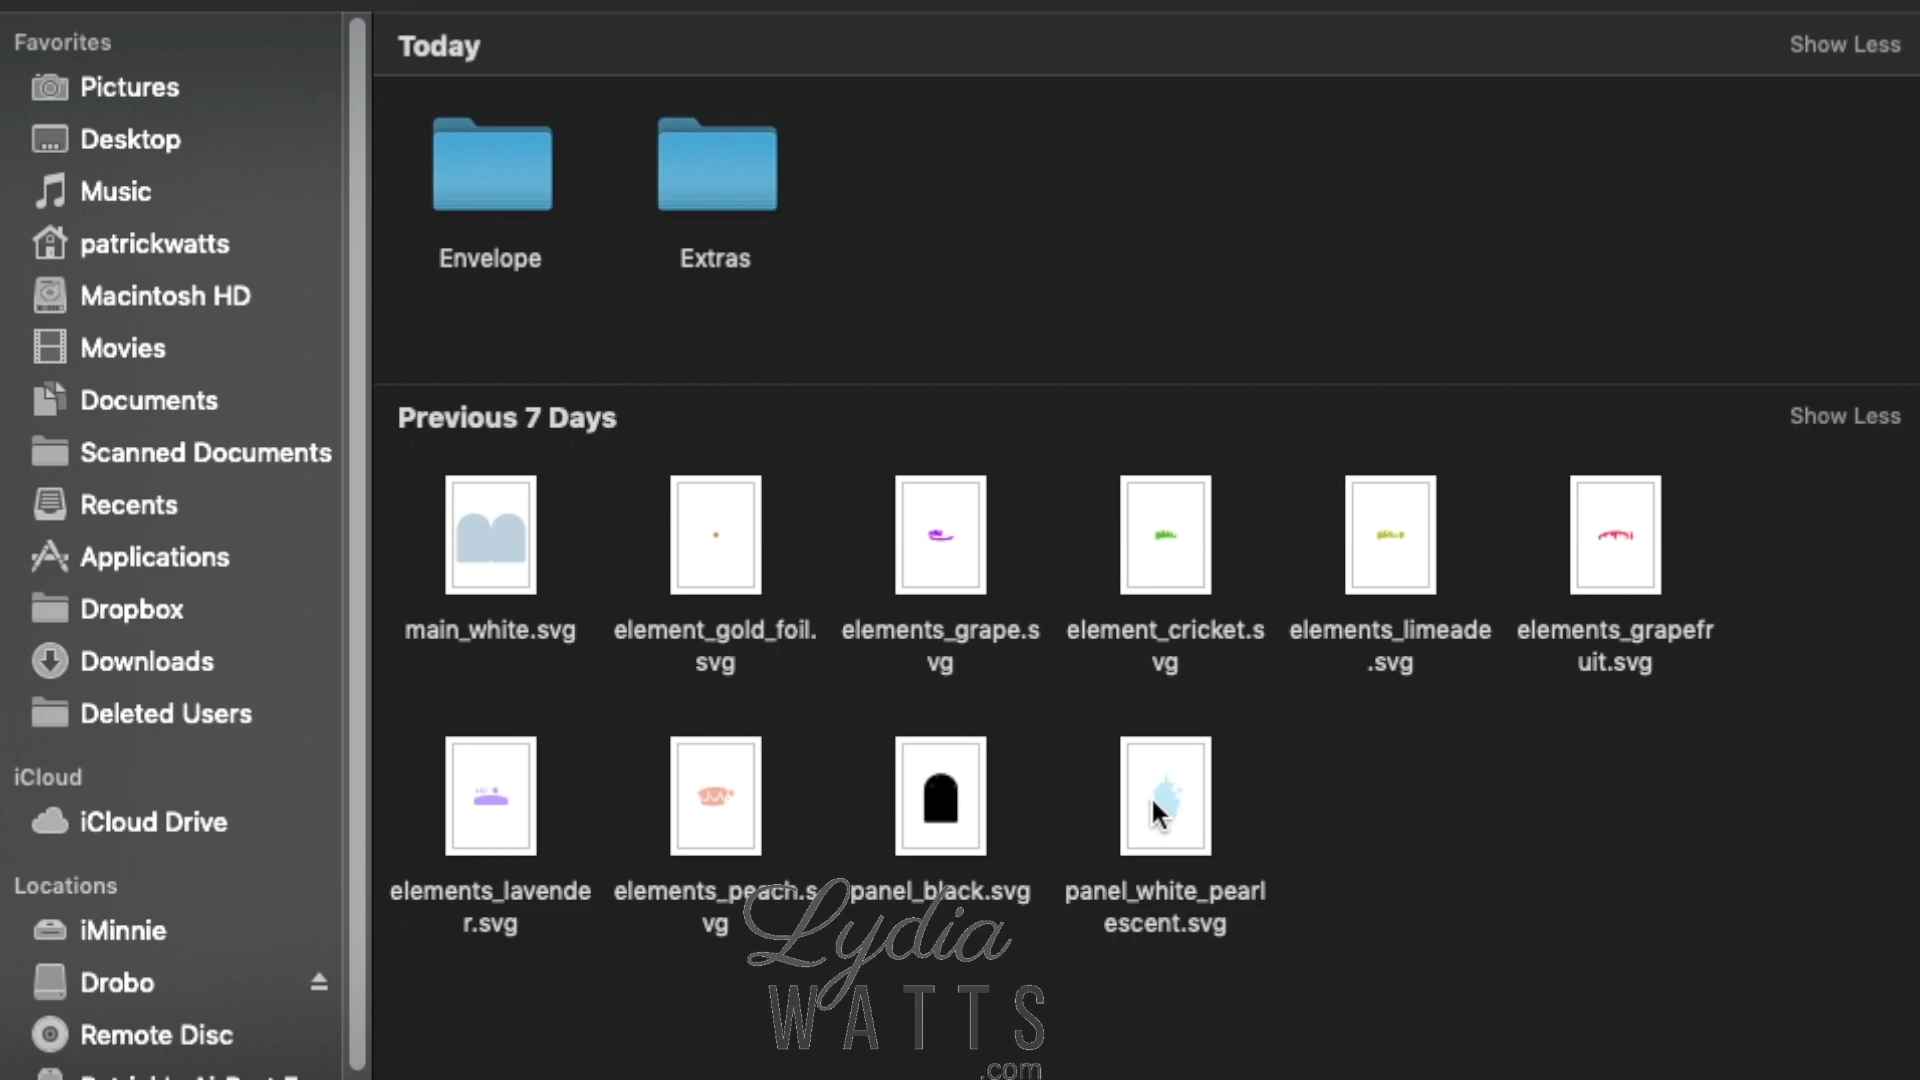 Favorites
Pictures
Desktop
Music
patrickwatts
Macintosh HD
Movies
Documents
Scanned Documents
Recents
Applications
Dropbox
Downloads
Deleted Users
iCloud
iCloud Drive
Locations
iMinnie
Drobo
Remote Disc
Today
Show Less
Envelope
Extras
Previous 7 Days
Show Less
main_white.svg
element_gold_foil.
svg
elements_grape.s
vg
element_cricket.s
vg
elements_limeade
.svg
elements_grapefr
uit.svg
elements_lavende
r.svg
elements_peach.s
vg
panel_black.svg
panel_white_pearl
escent.svg
Lydia
WATTS
.com